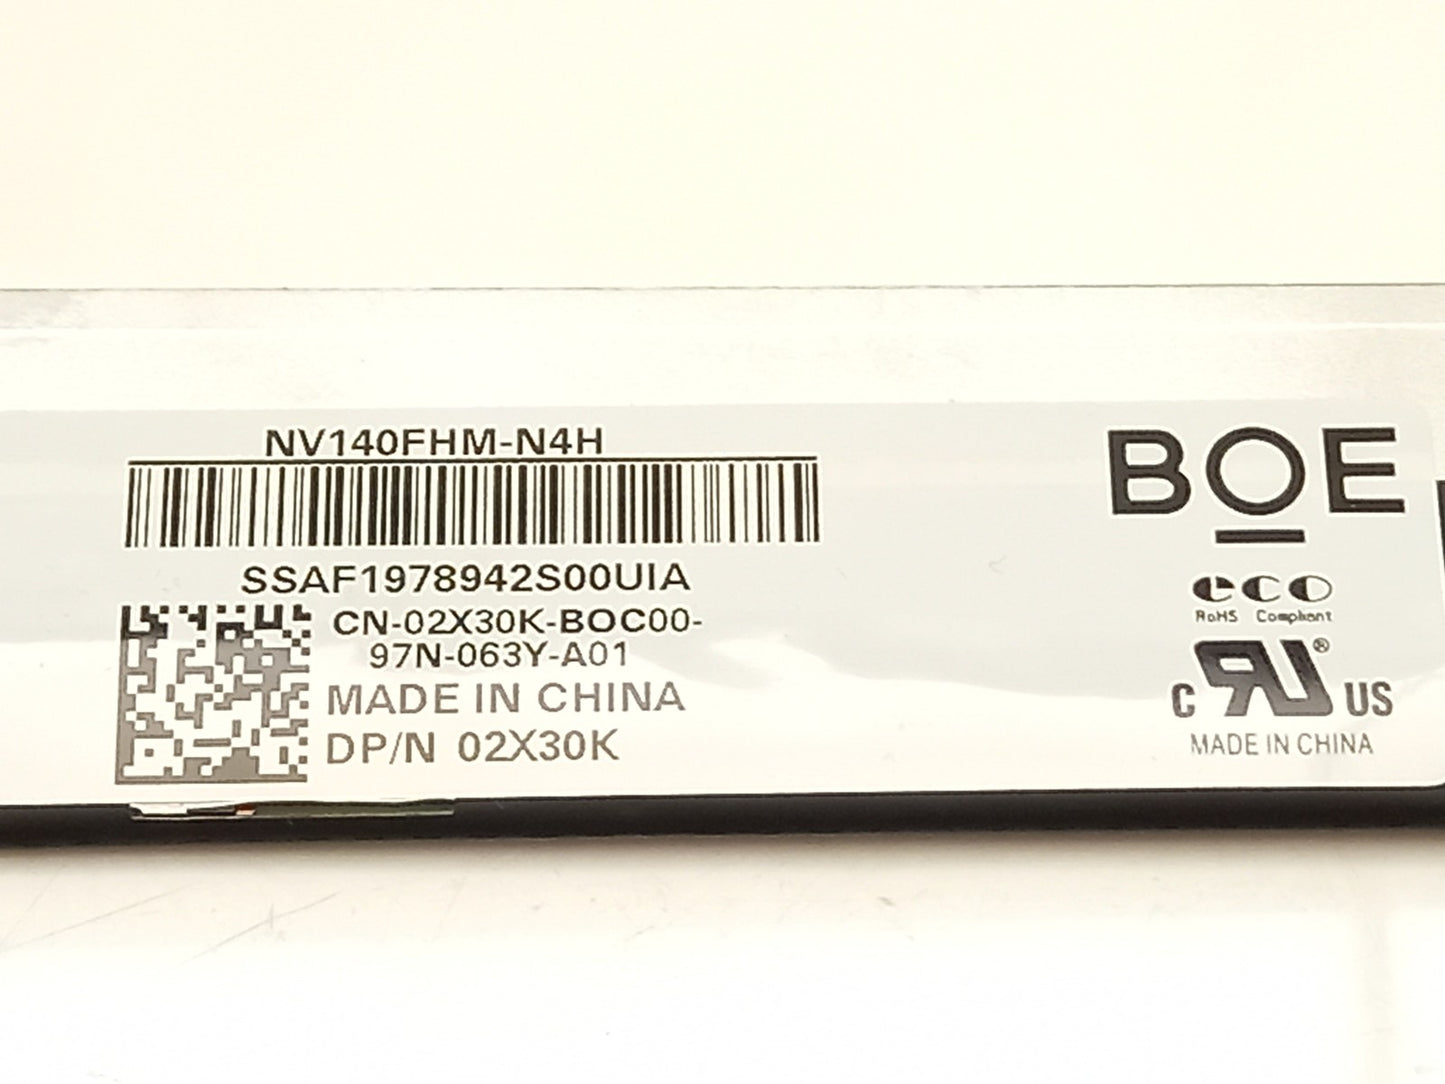 NV140FHM-N4H
SSAF1978942S00UIA
CN-02X30K-BOC00-
97N-063Y-A01
MADE IN CHINA
DP/N 02X30K
BOE
eco
RoHS Compliant
C RU ® US
MADE IN CHINA